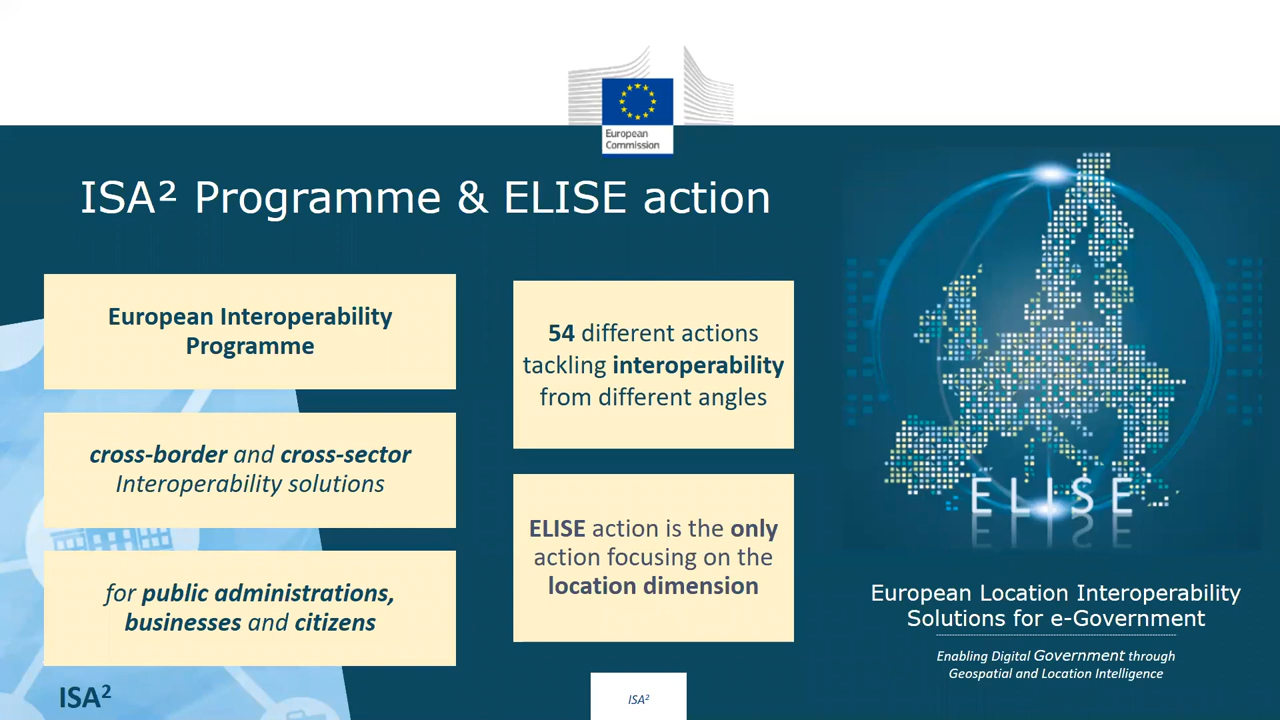 European
Commission
ISA² Programme & ELISE action
European Interoperability
Programme
cross-border and cross-sector
Interoperability solutions
for public administrations,
businesses and citizens
54 different actions
tackling interoperability
from different angles
ELISE action is the only
action focusing on the
location dimension
ELISE
European Location Interoperability
Solutions for e-Government
Enabling Digital Government through
Geospatial and Location Intelligence
ISA²
ISA²